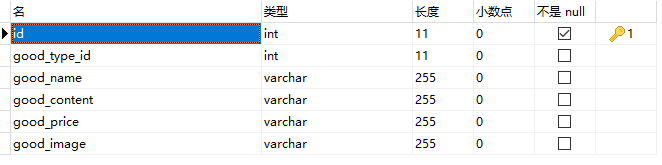 名 类型 长度 小数点 不是 null
id int 11 0 1
good_type_id int 11 0
good_name varchar 255 0
good_content varchar 255 0
good_price varchar 255 0
good_image varchar 255 0